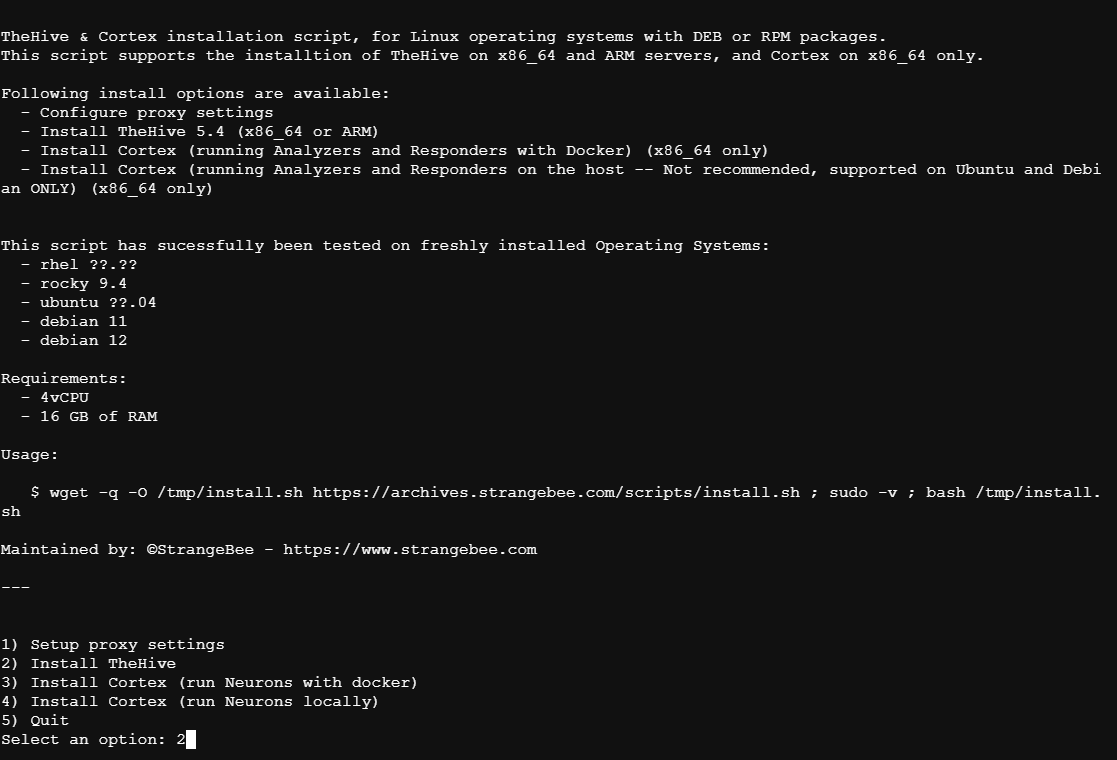 TheHive & Cortex installation script, for Linux operating systems with DEB or RPM packages.
This script supports the installtion of TheHive on x86_64 and ARM servers, and Cortex on x86_64 only.
Following install options are available:
  - Configure proxy settings
  - Install TheHive 5.4 (x86_64 or ARM)
  - Install Cortex (running Analyzers and Responders with Docker) (x86_64 only)
  - Install Cortex (running Analyzers and Responders on the host -- Not recommended, supported on Ubuntu and Debi
an ONLY) (x86_64 only)
This script has sucessfully been tested on freshly installed Operating Systems:
  - rhel ??.??
  - rocky 9.4
  - ubuntu ??.04
  - debian 11
  - debian 12
Requirements:
  - 4vCPU
  - 16 GB of RAM
Usage:
   $ wget -q -O /tmp/install.sh https://archives.strangebee.com/scripts/install.sh ; sudo -v ; bash /tmp/install.
sh
Maintained by: ©StrangeBee - https://www.strangebee.com
---
1) Setup proxy settings
2) Install TheHive
3) Install Cortex (run Neurons with docker)
4) Install Cortex (run Neurons locally)
5) Quit
Select an option: 2